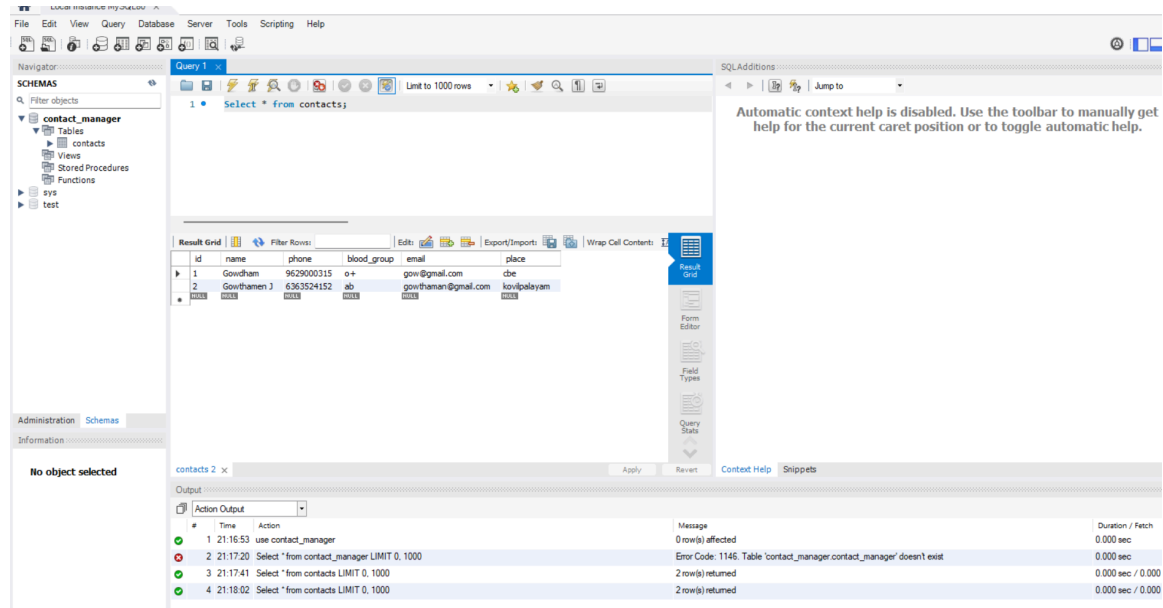 Local instance MySQL80 ×
File Edit View Query Database Server Tools Scripting Help
Navigator
SCHEMAS
Filter objects
contact_manager
Tables
contacts
Views
Stored Procedures
Functions
sys
test
Administration Schemas
Information
No object selected
Query 1 ×
Limit to 1000 rows
1 Select * from contacts;
Result Grid Filter Rows: Edit: Export/Import: Wrap Cell Content:
id name phone blood_group email place
1 Gowdham 9629000315 o+ gow@gmail.com cbe
2 Gowthamen J 6363524152 ab gowthaman@gmail.com kovilpalayam
NULL NULL NULL NULL NULL NULL
Result
Grid
Form
Editor
Field
Types
Query
Stats
contacts 2 × Apply Revert
SQLAdditions
Jump to
Automatic context help is disabled. Use the toolbar to manually get
help for the current caret position or to toggle automatic help.
Context Help Snippets
Output
Action Output
# Time Action Message Duration / Fetch
1 21:16:53 use contact_manager 0 row(s) affected 0.000 sec
2 21:17:20 Select * from contact_manager LIMIT 0, 1000 Error Code: 1146. Table 'contact_manager.contact_manager' doesn't exist 0.000 sec
3 21:17:41 Select * from contacts LIMIT 0, 1000 2 row(s) returned 0.000 sec / 0.000
4 21:18:02 Select * from contacts LIMIT 0, 1000 2 row(s) returned 0.000 sec / 0.000